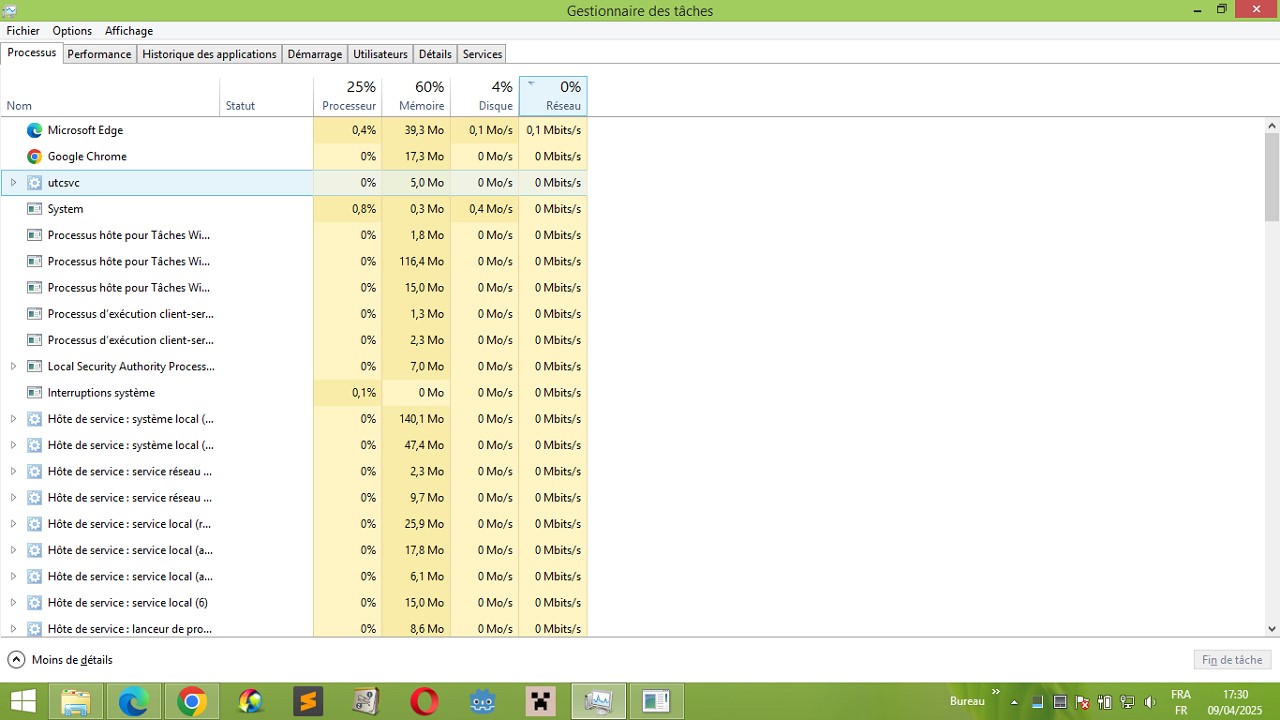 Gestionnaire des tâches
Fichier Options Affichage
Processus Performance Historique des applications Démarrage Utilisateurs Détails Services
25% 60% 4% 0%
Nom Statut Processeur Mémoire Disque Réseau
Microsoft Edge 0,4% 39,3 Mo 0,1 Mo/s 0,1 Mbits/s
Google Chrome 0% 17,3 Mo 0 Mo/s 0 Mbits/s
utcsvc 0% 5,0 Mo 0 Mo/s 0 Mbits/s
System 0,8% 0,3 Mo 0,4 Mo/s 0 Mbits/s
Processus hôte pour Tâches Wi... 0% 1,8 Mo 0 Mo/s 0 Mbits/s
Processus hôte pour Tâches Wi... 0% 116,4 Mo 0 Mo/s 0 Mbits/s
Processus hôte pour Tâches Wi... 0% 15,0 Mo 0 Mo/s 0 Mbits/s
Processus d'exécution client-ser... 0% 1,3 Mo 0 Mo/s 0 Mbits/s
Processus d'exécution client-ser... 0% 2,3 Mo 0 Mo/s 0 Mbits/s
Local Security Authority Process... 0% 7,0 Mo 0 Mo/s 0 Mbits/s
Interruptions système 0,1% 0 Mo 0 Mo/s 0 Mbits/s
Hôte de service : système local (... 0% 140,1 Mo 0 Mo/s 0 Mbits/s
Hôte de service : système local (... 0% 47,4 Mo 0 Mo/s 0 Mbits/s
Hôte de service : service réseau ... 0% 2,3 Mo 0 Mo/s 0 Mbits/s
Hôte de service : service réseau ... 0% 9,7 Mo 0 Mo/s 0 Mbits/s
Hôte de service : service local (r... 0% 25,9 Mo 0 Mo/s 0 Mbits/s
Hôte de service : service local (a... 0% 17,8 Mo 0 Mo/s 0 Mbits/s
Hôte de service : service local (a... 0% 6,1 Mo 0 Mo/s 0 Mbits/s
Hôte de service : service local (6) 0% 15,0 Mo 0 Mo/s 0 Mbits/s
Hôte de service : lanceur de pro... 0% 8,6 Mo 0 Mo/s 0 Mbits/s
Moins de détails Fin de tâche
Bureau FRA 17:30
FR 09/04/2025